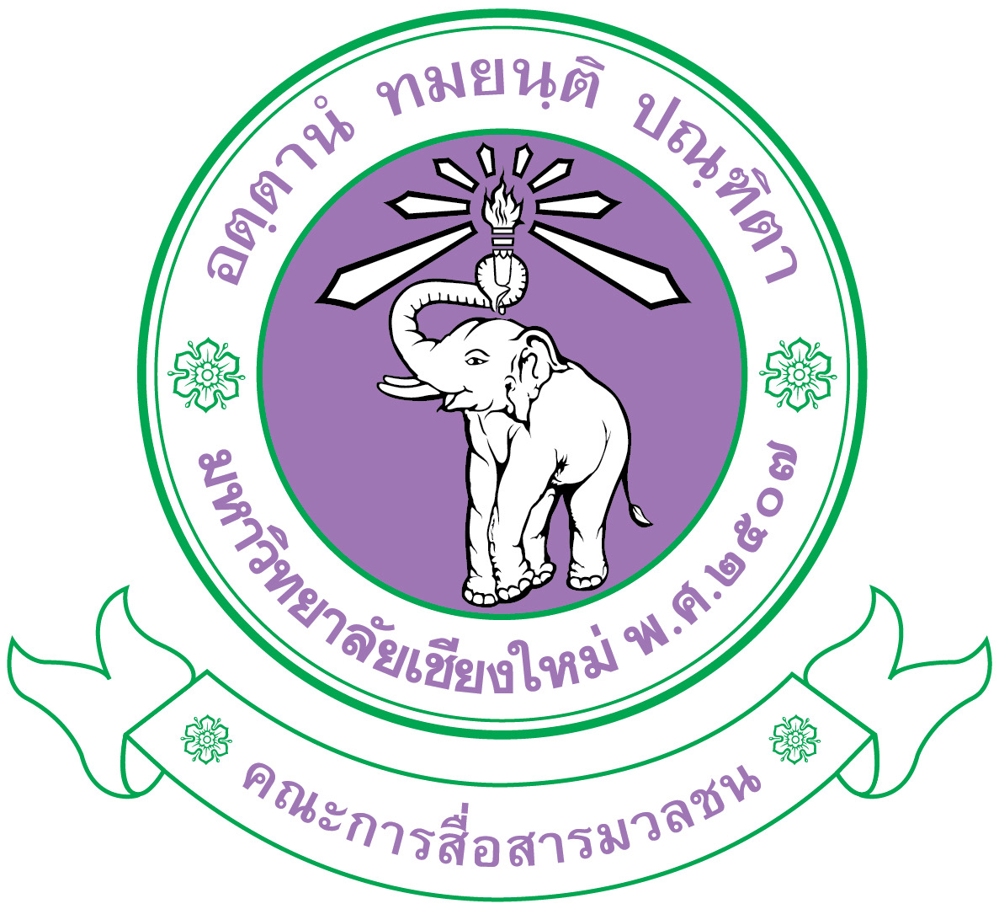 อตฺตานํ ทมยนฺติ ปณฺฑิตา
มหาวิทยาลัยเชียงใหม่ พ.ศ.๒๕๐๗
คณะการสื่อสารมวลชน